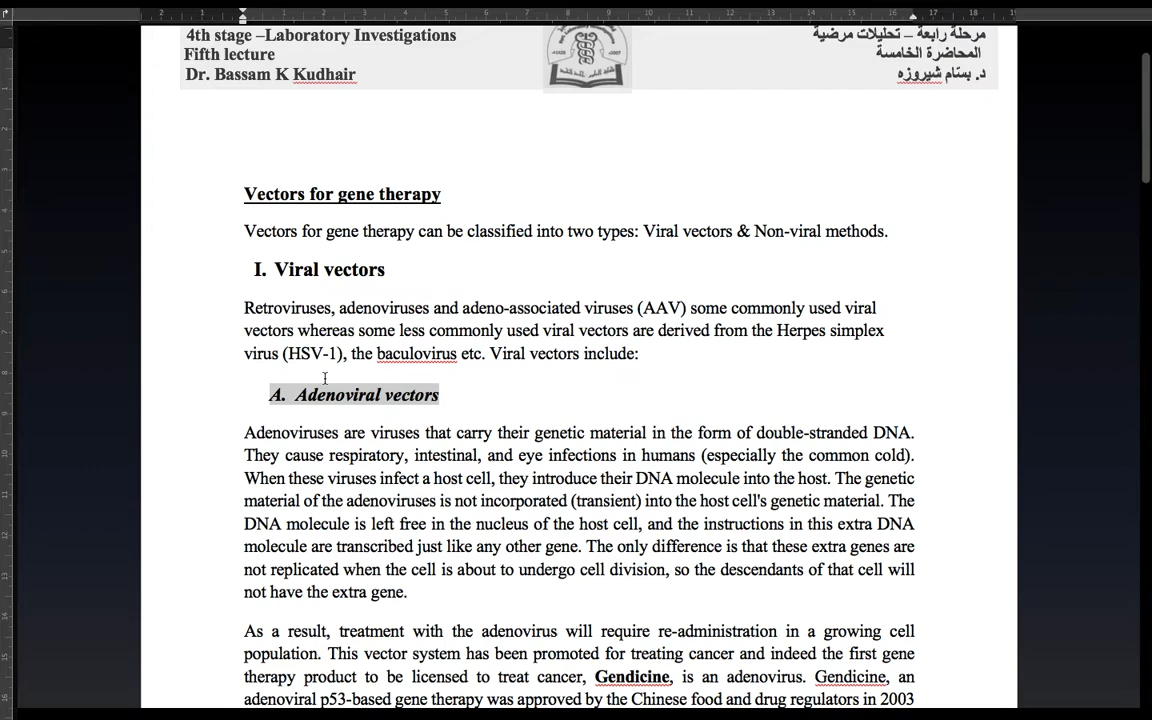 4th stage –Laboratory Investigations
Fifth lecture
Dr. Bassam K Kudhair
مرحلة رابعة – تحليلات مرضية
المحاضرة الخامسة
د. بسّام شيروزه
Vectors for gene therapy
Vectors for gene therapy can be classified into two types: Viral vectors & Non-viral methods.
I. Viral vectors
Retroviruses, adenoviruses and adeno-associated viruses (AAV) some commonly used viral
vectors whereas some less commonly used viral vectors are derived from the Herpes simplex
virus (HSV-1), the baculovirus etc. Viral vectors include:
A. Adenoviral vectors
Adenoviruses are viruses that carry their genetic material in the form of double-stranded DNA.
They cause respiratory, intestinal, and eye infections in humans (especially the common cold).
When these viruses infect a host cell, they introduce their DNA molecule into the host. The genetic
material of the adenoviruses is not incorporated (transient) into the host cell's genetic material. The
DNA molecule is left free in the nucleus of the host cell, and the instructions in this extra DNA
molecule are transcribed just like any other gene. The only difference is that these extra genes are
not replicated when the cell is about to undergo cell division, so the descendants of that cell will
not have the extra gene.
As a result, treatment with the adenovirus will require re-administration in a growing cell
population. This vector system has been promoted for treating cancer and indeed the first gene
therapy product to be licensed to treat cancer, Gendicine, is an adenovirus. Gendicine, an
adenoviral p53-based gene therapy was approved by the Chinese food and drug regulators in 2003